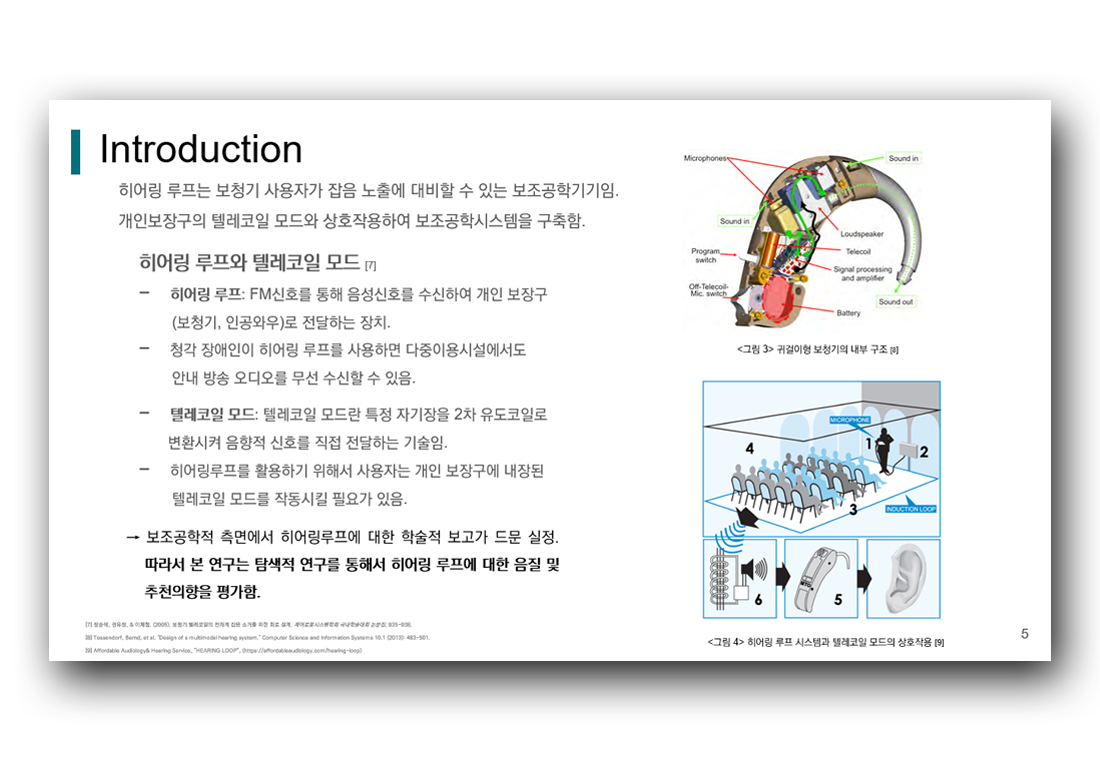 Introduction
히어링 루프는 보청기 사용자가 잡음 노출에 대비할 수 있는 보조공학기기임.
개인보장구의 텔레코일 모드와 상호작용하여 보조공학시스템을 구축함.
히어링 루프와 텔레코일 모드 [7]
– 히어링 루프: FM신호를 통해 음성신호를 수신하여 개인 보장구
(보청기, 인공와우)로 전달하는 장치.
– 청각 장애인이 히어링 루프를 사용하면 다중이용시설에서도
안내 방송 오디오를 무선 수신할 수 있음.
– 텔레코일 모드: 텔레코일 모드란 특정 자기장을 2차 유도코일로
변환시켜 음향적 신호를 직접 전달하는 기술임.
– 히어링루프를 활용하기 위해서 사용자는 개인 보장구에 내장된
텔레코일 모드를 작동시킬 필요가 있음.
→ 보조공학적 측면에서 히어링루프에 대한 학술적 보고가 드문 실정.
따라서 본 연구는 탐색적 연구를 통해서 히어링 루프에 대한 음질 및
추천의향을 평가함.
Microphones
Sound in
Sound in
Loudspeaker
Program
switch
Telecoil
Signal processing
and amplifier
Off-Telecoil-
Mic. switch
Sound out
Battery
<그림 3> 귀걸이형 보청기의 내부 구조 [8]
MICROPHONE
1
2
4
3
INDUCTION LOOP
6
5
<그림 4> 히어링 루프 시스템과 텔레코일 모드의 상호작용 [9]
[8] Tessendorf, Bernd, et al. "Design of a multimodal hearing system." Computer Science and Information Systems 10.1 (2013): 483-501.
[9] Affordable Audiology& Hearing Service, "HEARING LOOP", (https://affordableaudiology.com/hearing-loop)
5